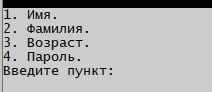 1. Имя.
2. Фамилия.
3. Возраст.
4. Пароль.
Введите пункт: